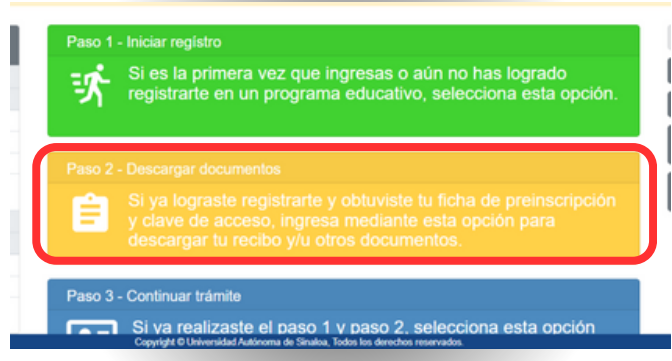 Paso 1 - Iniciar registro
Si es la primera vez que ingresas o aún no has logrado
registrarte en un programa educativo, selecciona esta opción.
Paso 2 - Descargar documentos
Si ya lograste registrarte y obtuviste tu ficha de preinscripción
y clave de acceso, ingresa mediante esta opción para
descargar tu recibo y/u otros documentos.
Paso 3 - Continuar trámite
Si ya realizaste el paso 1 y paso 2, selecciona esta opción
Copyright © Universidad Autónoma de Sinaloa, Todos los derechos reservados.